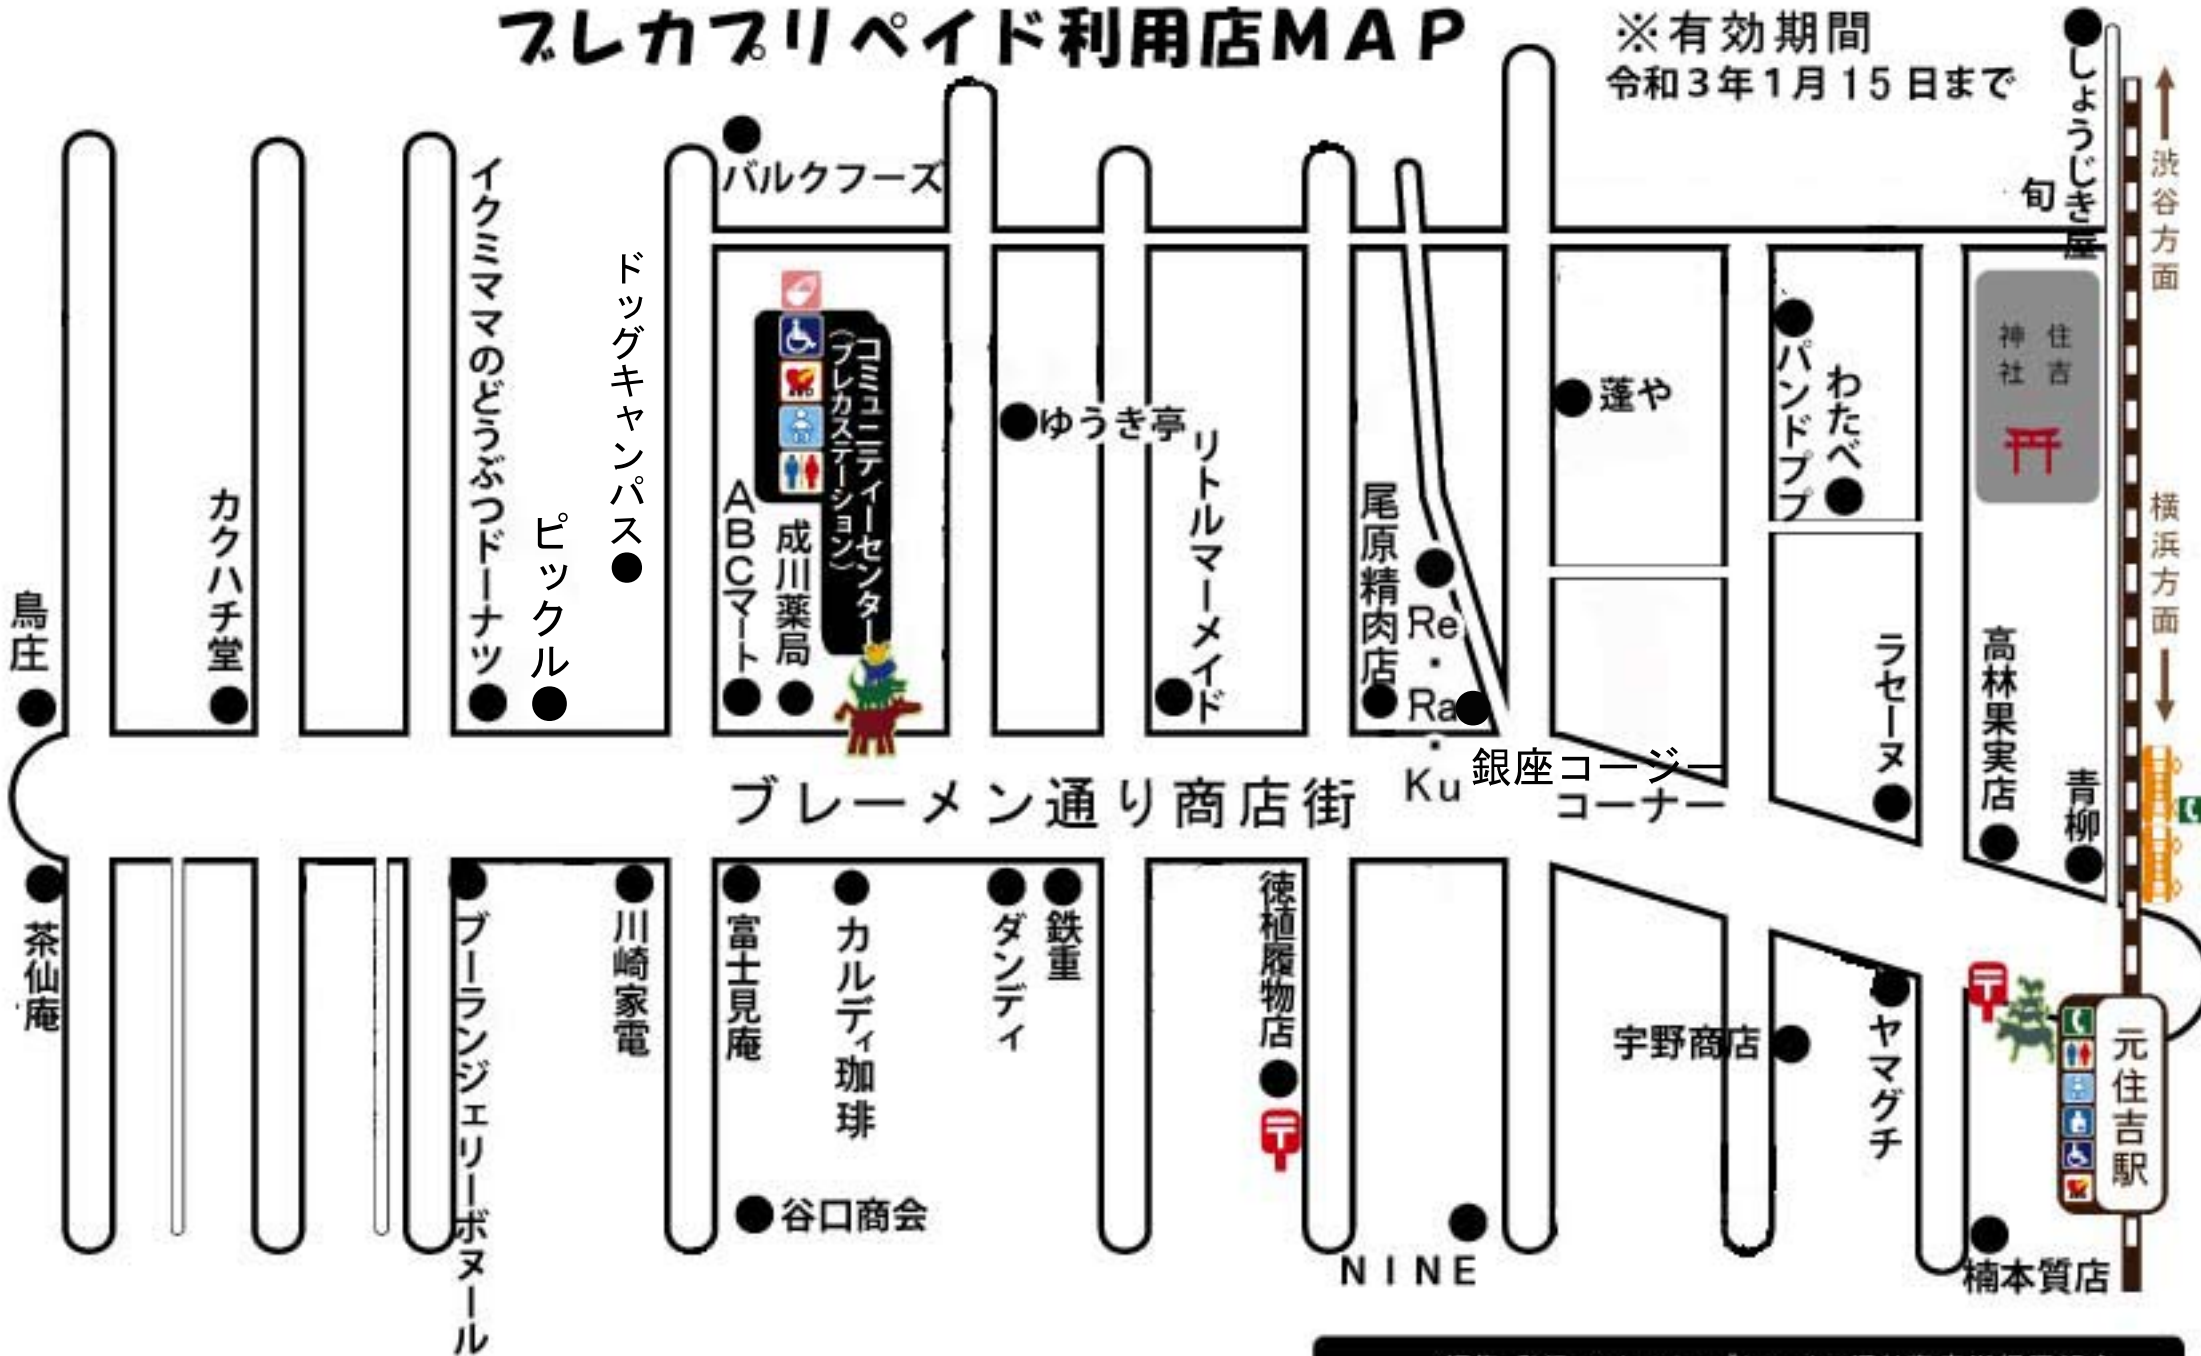 ブレカプリペイド利用店MAP
※有効期間
令和3年1月15日まで
しょうじき屋
旬
渋谷方面
横浜方面
バルクフーズ
イクミママのどうぶつドーナツ
ドッグキャンパス
ピックル
カクハチ堂
鳥庄
ABCマート
成川薬局
コミュニティーセンター
(ブレカステーション)
ゆうき亭
リトルマーメイド
尾原精肉店
Re・Ra・Ku
銀座コージー
コーナー
蓬や
パンドププ
わたべ
住吉
神社
ラセーヌ
高林果実店
青柳
ブレーメン通り商店街
茶仙庵
ブーランジェリーボヌール
川崎家電
富士見庵
カルディ珈琲
ダンディ
鉄重
徳植履物店
谷口商会
NINE
宇野商店
ヤマグチ
元住吉駅
楠本質店